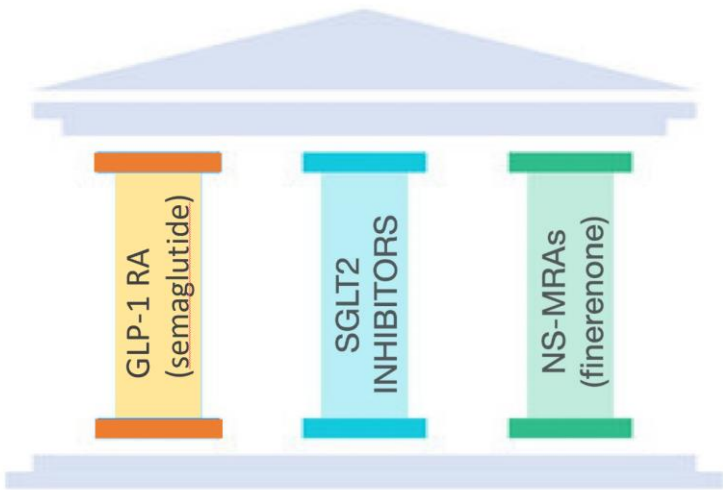 GLP-1 RA
(semaglutide)
SGLT2
INHIBITORS
NS-MRAs
(finerenone)